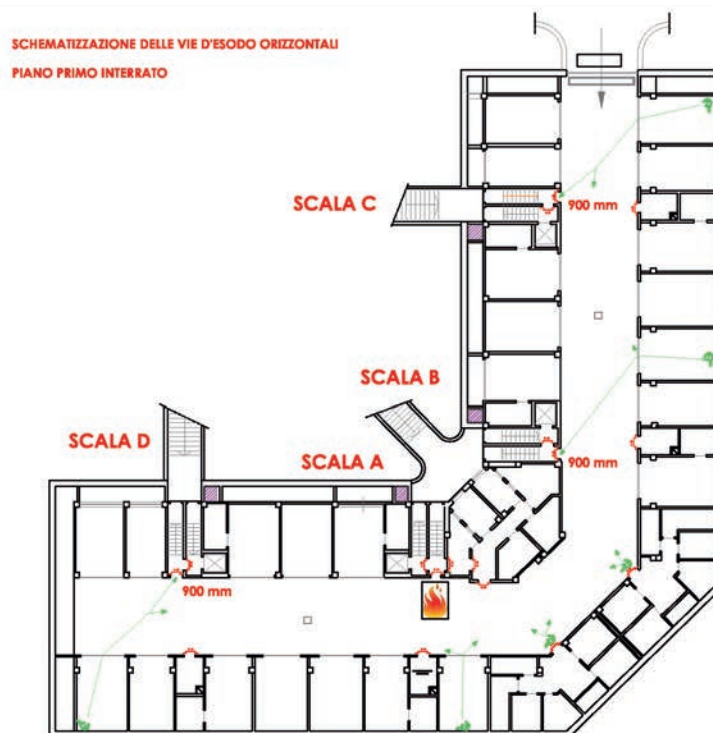 SCHEMATIZZAZIONE DELLE VIE D'ESODO ORIZZONTALI
PIANO PRIMO INTERRATO
SCALA C
900 mm
SCALA B
SCALA D
SCALA A
900 mm
900 mm